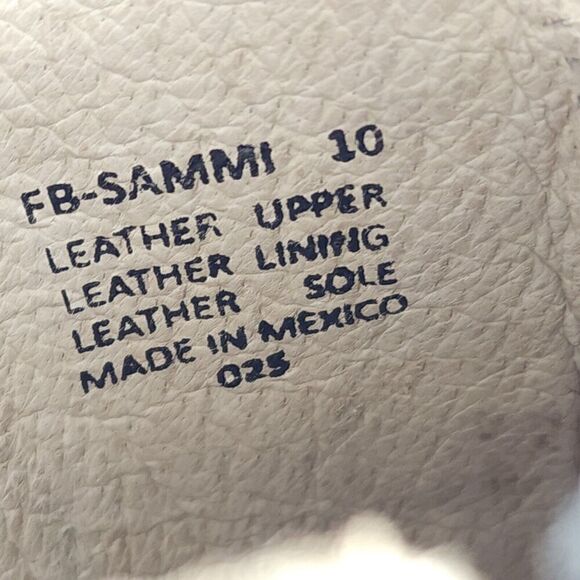 FB-SAMMI 10
LEATHER UPPER
LEATHER LINING
LEATHER SOLE
MADE IN MEXICO
025